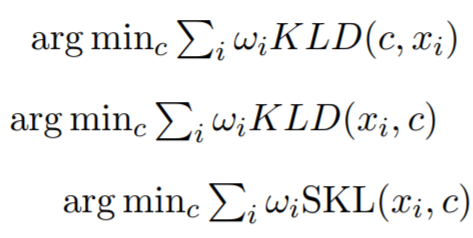 arg min_c ∑_i ω_i KLD(c, x_i)
arg min_c ∑_i ω_i KLD(x_i, c)
arg min_c ∑_i ω_i SKL(x_i, c)